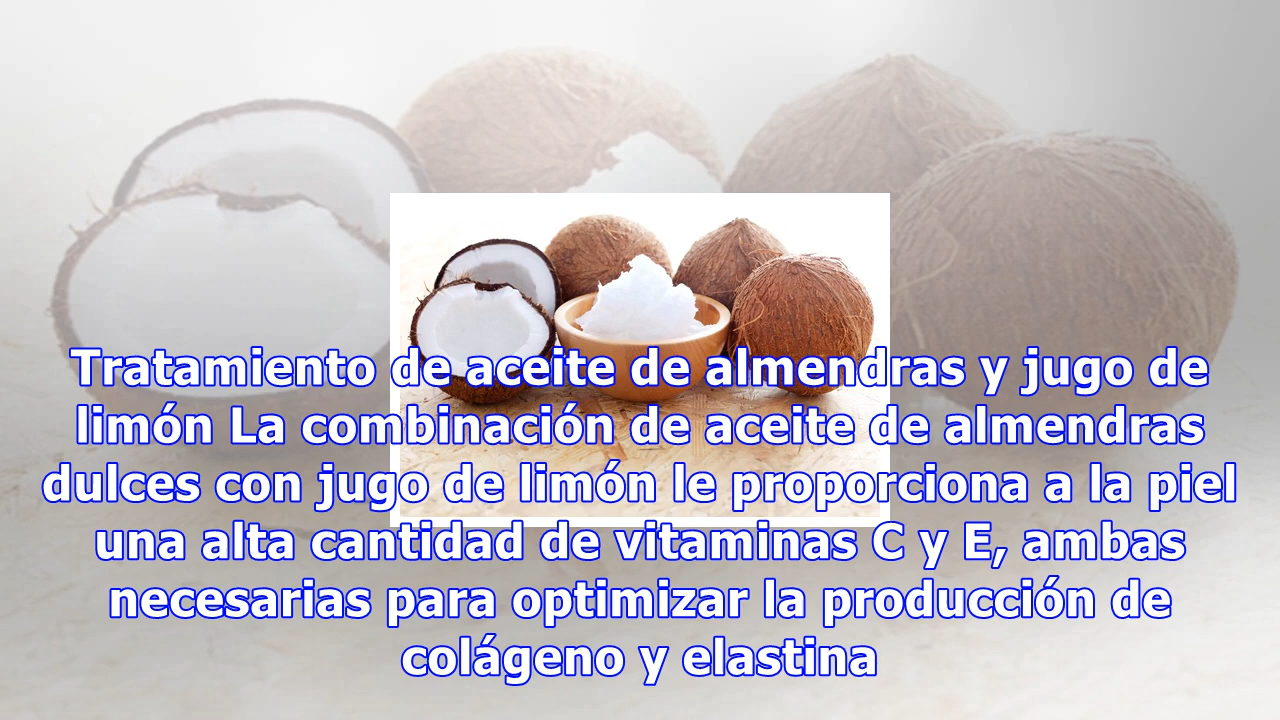 Tratamiento de aceite de almendras y jugo de
limón La combinación de aceite de almendras
dulces con jugo de limón le proporciona a la piel
una alta cantidad de vitaminas C y E, ambas
necesarias para optimizar la producción de
colágeno y elastina